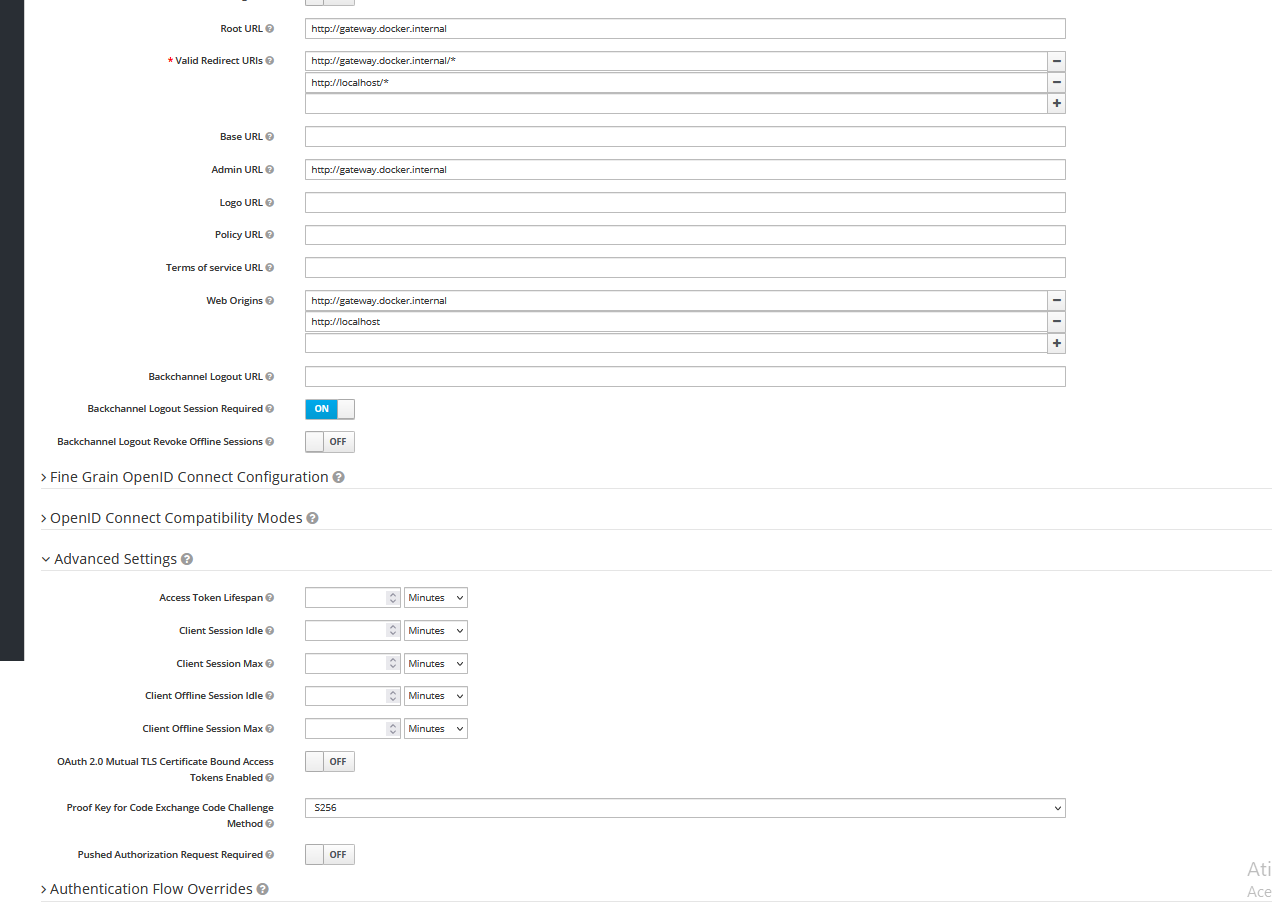 Root URL
http://gateway.docker.internal
* Valid Redirect URIs
http://gateway.docker.internal/*
http://localhost/*
Base URL
Admin URL
http://gateway.docker.internal
Logo URL
Policy URL
Terms of service URL
Web Origins
http://gateway.docker.internal
http://localhost
Backchannel Logout URL
Backchannel Logout Session Required
ON
Backchannel Logout Revoke Offline Sessions
OFF
Fine Grain OpenID Connect Configuration
OpenID Connect Compatibility Modes
Advanced Settings
Access Token Lifespan
Minutes
Client Session Idle
Minutes
Client Session Max
Minutes
Client Offline Session Idle
Minutes
Client Offline Session Max
Minutes
OAuth 2.0 Mutual TLS Certificate Bound Access
Tokens Enabled
OFF
Proof Key for Code Exchange Code Challenge
Method
S256
Pushed Authorization Request Required
OFF
Authentication Flow Overrides
Ati
Ace